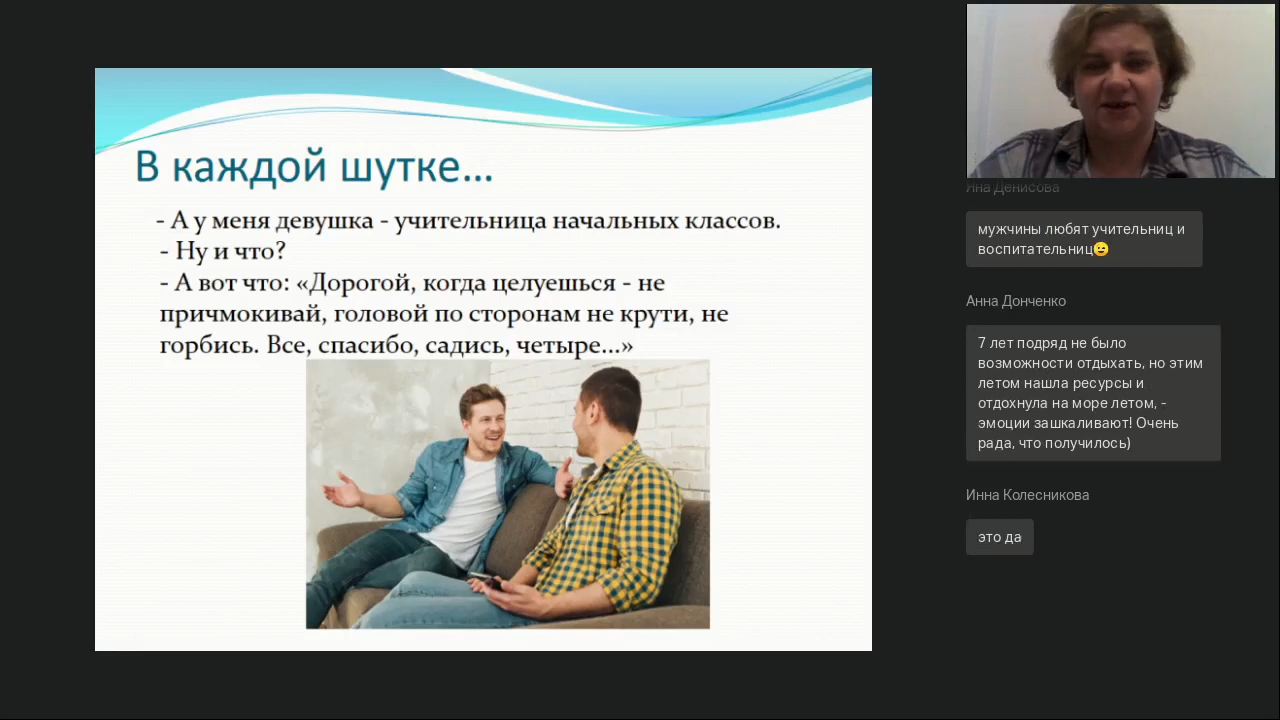 В каждой шутке...
- А у меня девушка - учительница начальных классов.
- Ну и что?
- А вот что: «Дорогой, когда целуешься - не
причмокивай, головой по сторонам не крути, не
горбись. Все, спасибо, садись, четыре...»
Яна Денисова
мужчины любят учительниц и
воспитательниц😉
Анна Донченко
7 лет подряд не было
возможности отдыхать, но этим
летом нашла ресурсы и
отдохнула на море летом, -
эмоции зашкаливают! Очень
рада, что получилось)
Инна Колесникова
это да